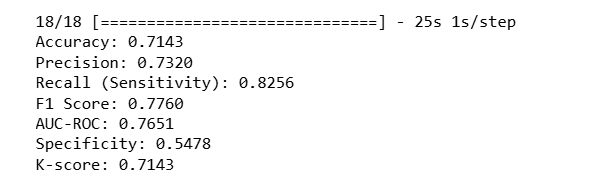 18/18 [==============================] - 25s 1s/step
Accuracy: 0.7143
Precision: 0.7320
Recall (Sensitivity): 0.8256
F1 Score: 0.7760
AUC-ROC: 0.7651
Specificity: 0.5478
K-score: 0.7143